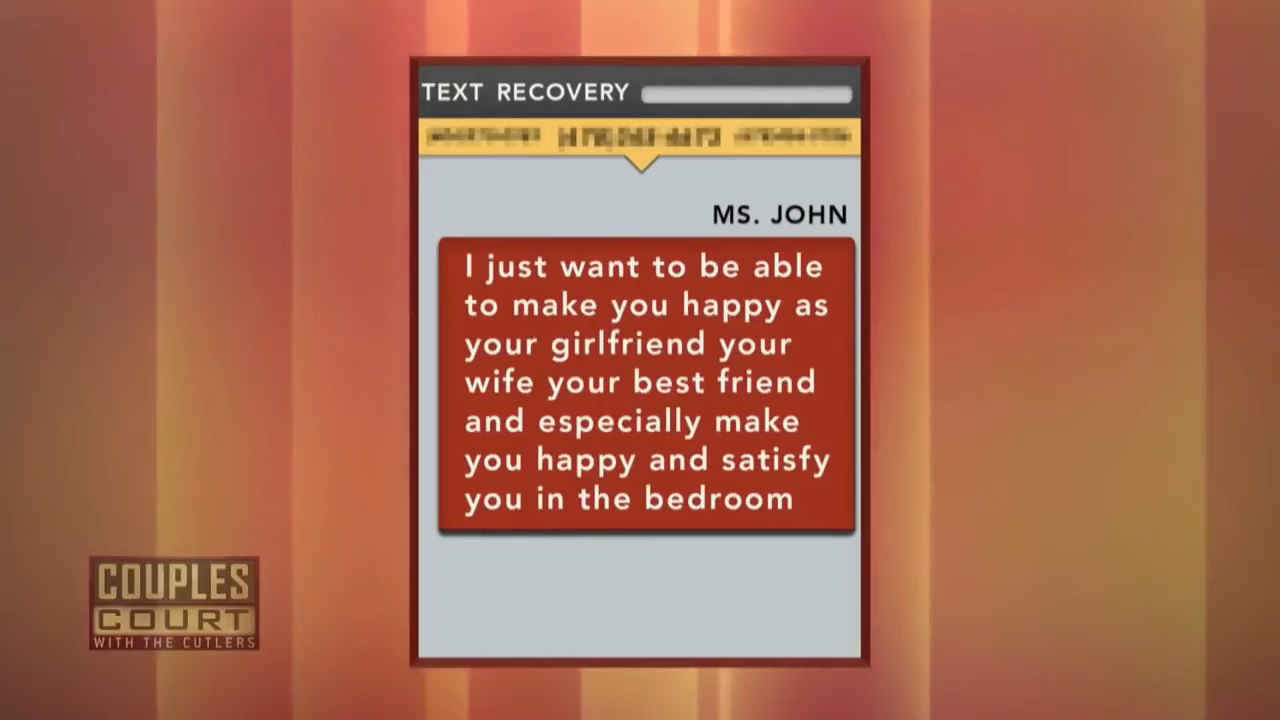 TEXT RECOVERY
MS. JOHN
I just want to be able
to make you happy as
your girlfriend your
wife your best friend
and especially make
you happy and satisfy
you in the bedroom
COUPLES
COURT
WITH THE CUTLERS